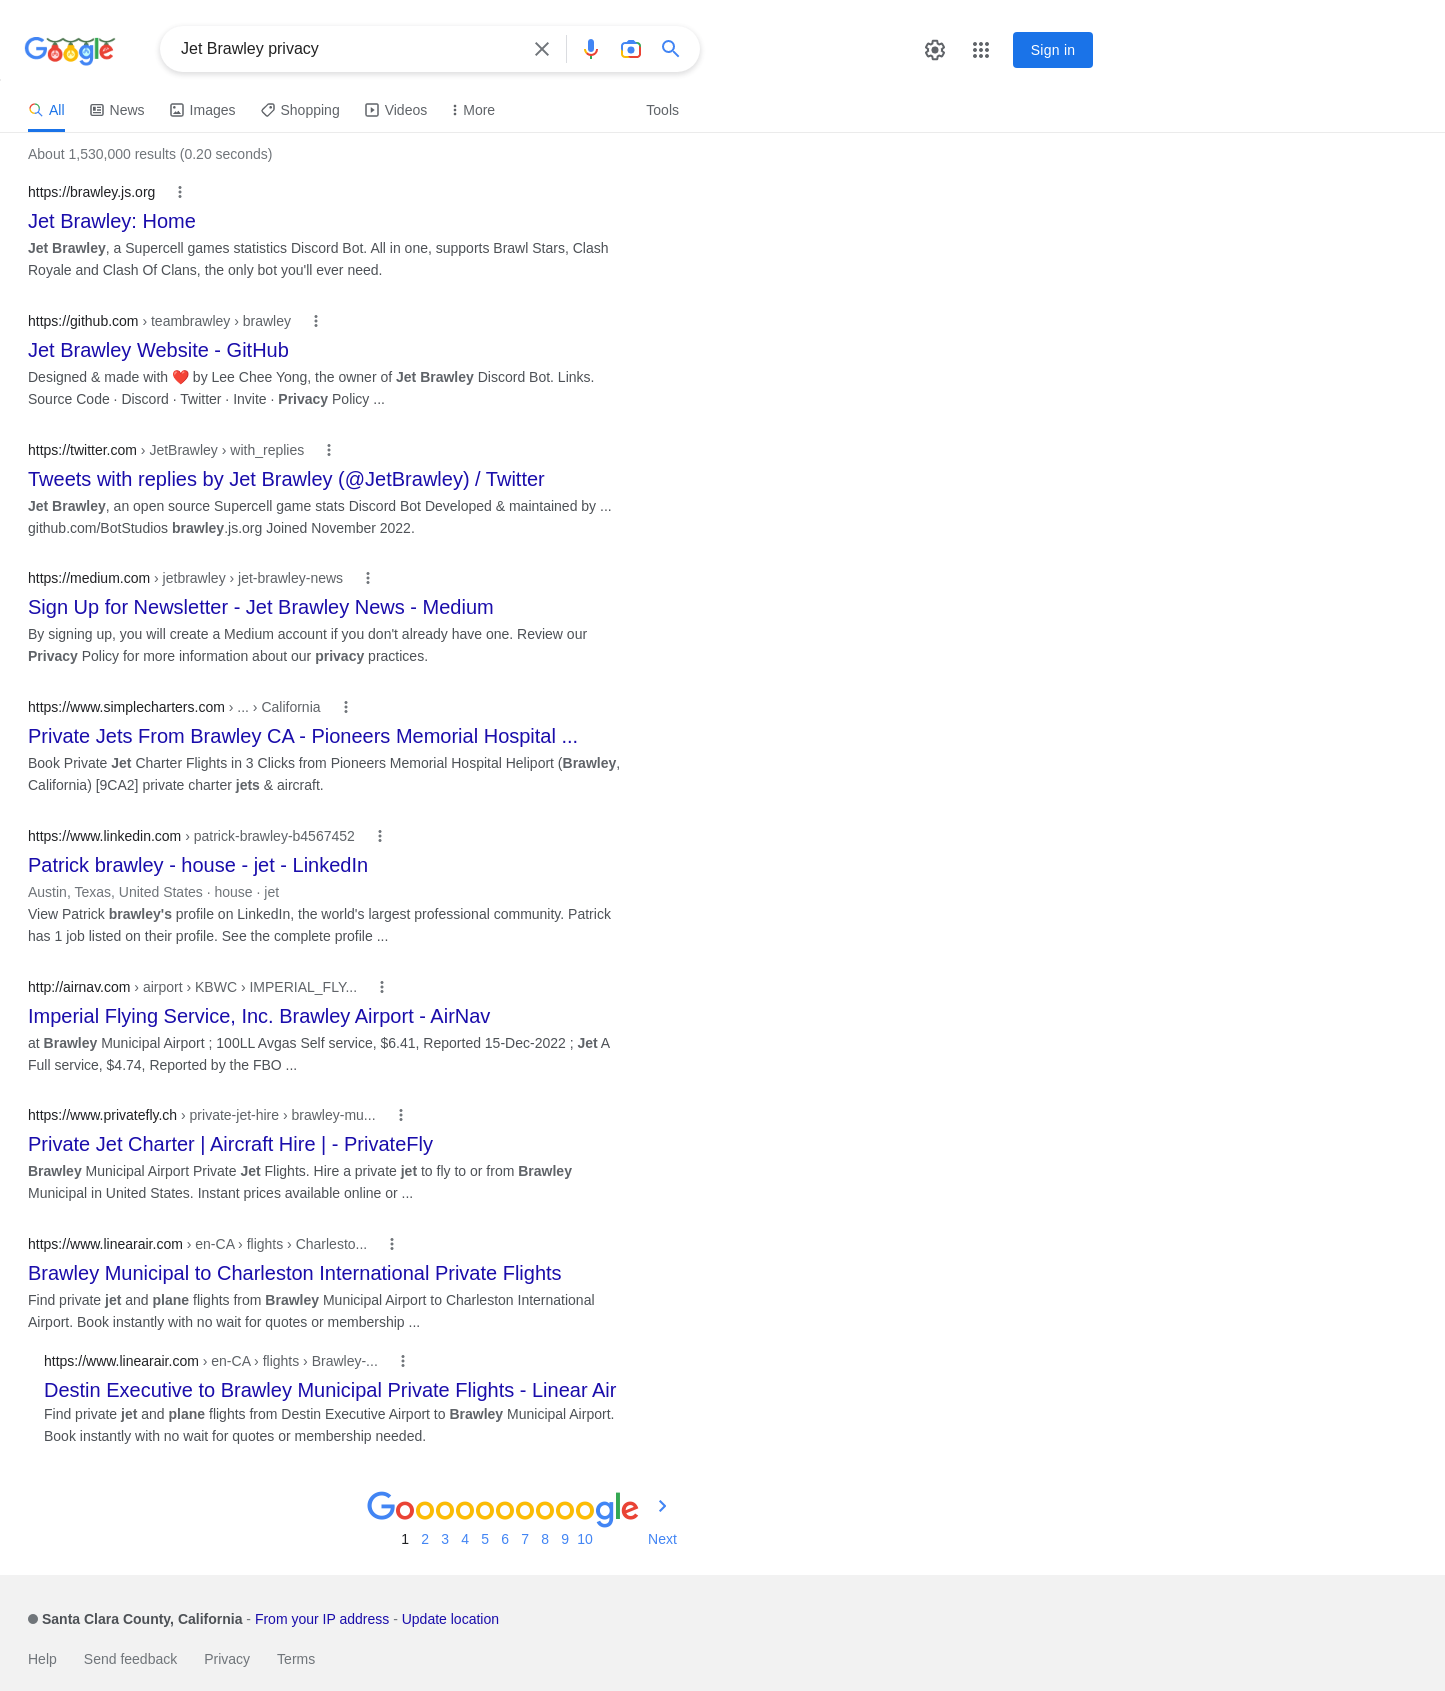 Google
Jet Brawley privacy
Sign in
All News Images Shopping Videos More Tools
About 1,530,000 results (0.20 seconds)
https://brawley.js.org
Jet Brawley: Home
Jet Brawley, a Supercell games statistics Discord Bot. All in one, supports Brawl Stars, Clash
Royale and Clash Of Clans, the only bot you'll ever need.
https://github.com › teambrawley › brawley
Jet Brawley Website - GitHub
Designed & made with ❤️ by Lee Chee Yong, the owner of Jet Brawley Discord Bot. Links.
Source Code · Discord · Twitter · Invite · Privacy Policy ...
https://twitter.com › JetBrawley › with_replies
Tweets with replies by Jet Brawley (@JetBrawley) / Twitter
Jet Brawley, an open source Supercell game stats Discord Bot Developed & maintained by ...
github.com/BotStudios brawley.js.org Joined November 2022.
https://medium.com › jetbrawley › jet-brawley-news
Sign Up for Newsletter - Jet Brawley News - Medium
By signing up, you will create a Medium account if you don't already have one. Review our
Privacy Policy for more information about our privacy practices.
https://www.simplecharters.com › ... › California
Private Jets From Brawley CA - Pioneers Memorial Hospital ...
Book Private Jet Charter Flights in 3 Clicks from Pioneers Memorial Hospital Heliport (Brawley,
California) [9CA2] private charter jets & aircraft.
https://www.linkedin.com › patrick-brawley-b4567452
Patrick brawley - house - jet - LinkedIn
Austin, Texas, United States · house · jet
View Patrick brawley's profile on LinkedIn, the world's largest professional community. Patrick
has 1 job listed on their profile. See the complete profile ...
http://airnav.com › airport › KBWC › IMPERIAL_FLY...
Imperial Flying Service, Inc. Brawley Airport - AirNav
at Brawley Municipal Airport ; 100LL Avgas Self service, $6.41, Reported 15-Dec-2022 ; Jet A
Full service, $4.74, Reported by the FBO ...
https://www.privatefly.ch › private-jet-hire › brawley-mu...
Private Jet Charter | Aircraft Hire | - PrivateFly
Brawley Municipal Airport Private Jet Flights. Hire a private jet to fly to or from Brawley
Municipal in United States. Instant prices available online or ...
https://www.linearair.com › en-CA › flights › Charlesto...
Brawley Municipal to Charleston International Private Flights
Find private jet and plane flights from Brawley Municipal Airport to Charleston International
Airport. Book instantly with no wait for quotes or membership ...
https://www.linearair.com › en-CA › flights › Brawley-...
Destin Executive to Brawley Municipal Private Flights - Linear Air
Find private jet and plane flights from Destin Executive Airport to Brawley Municipal Airport.
Book instantly with no wait for quotes or membership needed.
Goooooooooogle
1 2 3 4 5 6 7 8 9 10 Next
Santa Clara County, California - From your IP address - Update location
Help Send feedback Privacy Terms